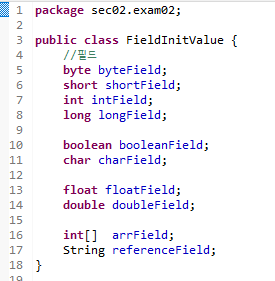 1 package sec02.exam02;
2
3 public class FieldInitValue {
4 //필드
5 byte byteField;
6 short shortField;
7 int intField;
8 long longField;
9
10 boolean booleanField;
11 char charField;
12
13 float floatField;
14 double doubleField;
15
16 int[]  arrField;
17 String referenceField;
18 }
19